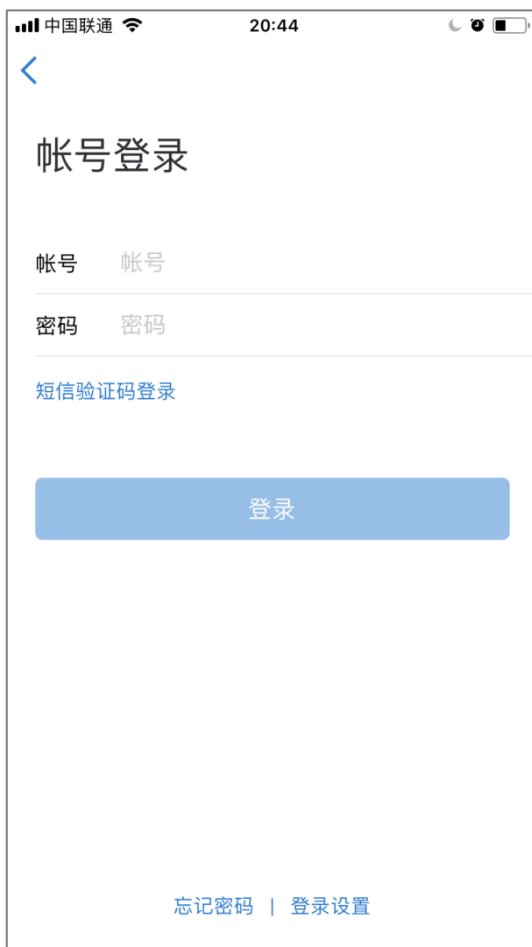 中国联通 20:44
帐号登录
帐号 帐号
密码 密码
短信验证码登录
登录
忘记密码 | 登录设置